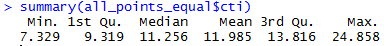 > summary(all_points_equal$cti)
Min. 1st Qu. Median Mean 3rd Qu. Max.
7.329 9.319 11.256 11.985 13.816 24.858